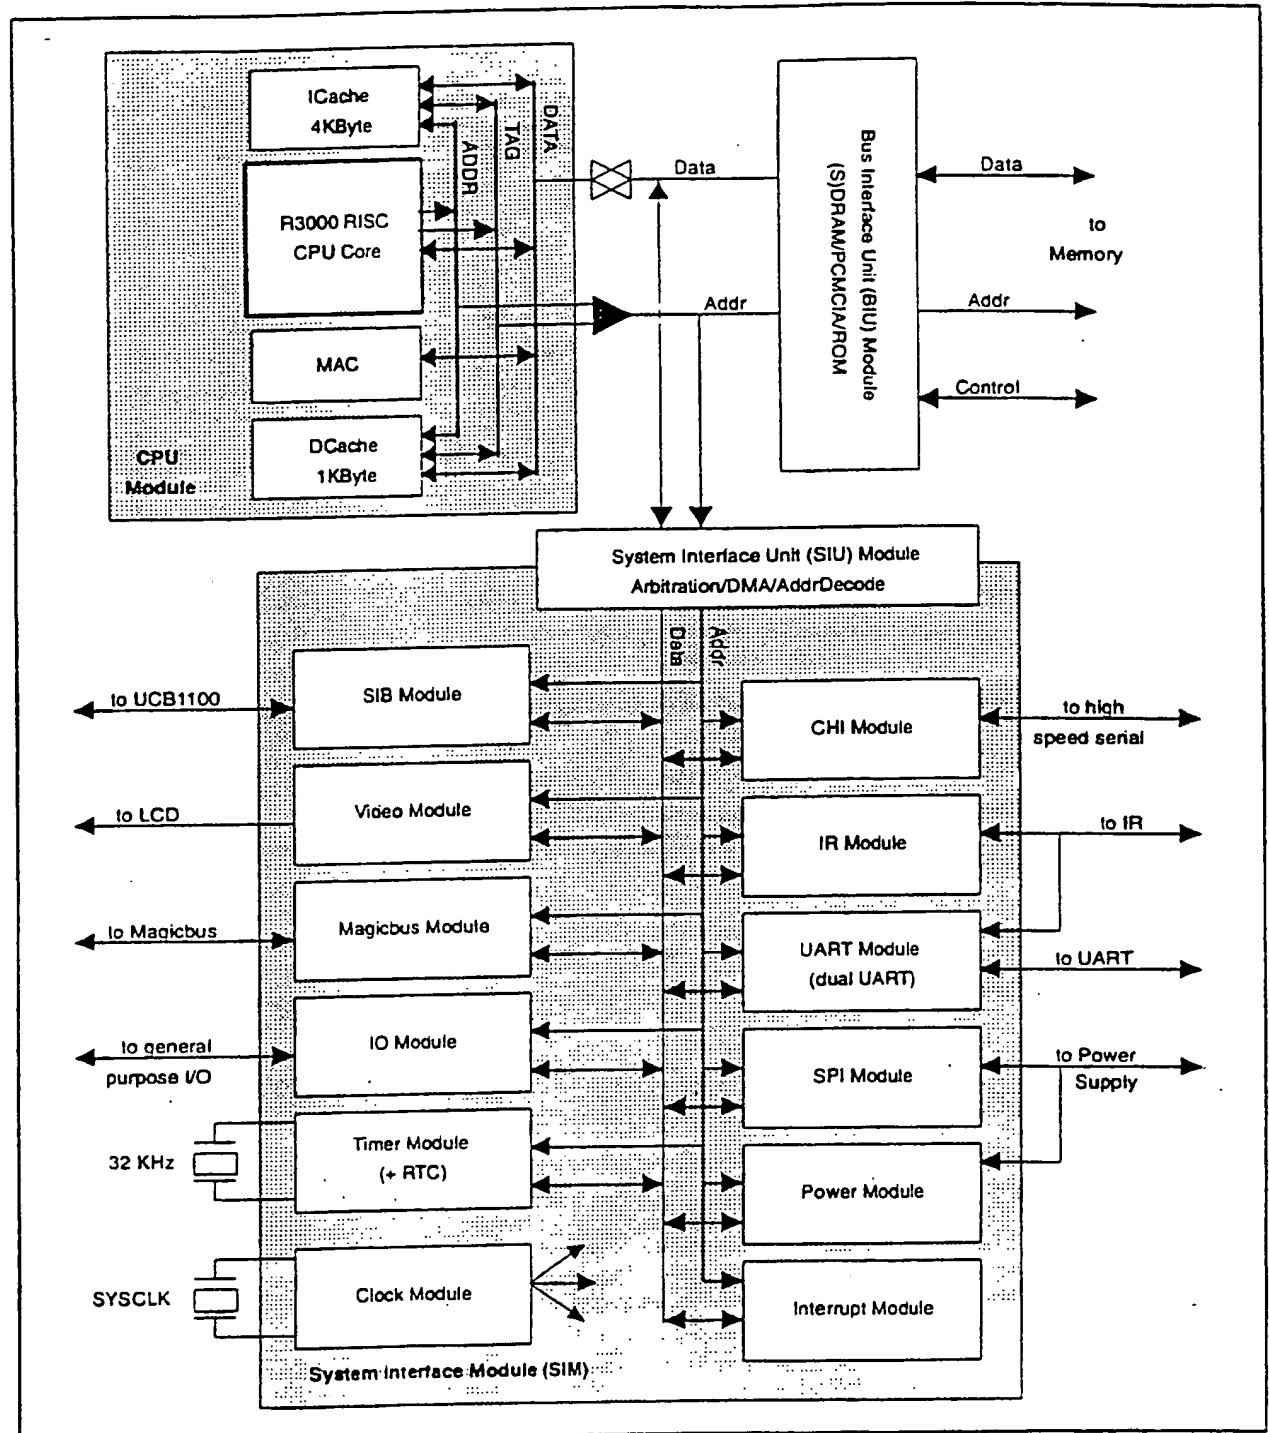 ICache
4KByte
R3000 RISC
CPU Core
MAC
DCache
1KByte
CPU
Module
ADDR
TAG
DATA
Data
Addr
Bus Interface Unit (BIU) Module
(S)DRAM/PCMCIA/ROM
Data
to
Memory
Addr
Control
System Interface Unit (SIU) Module
Arbitration/DMA/AddrDecode
Data
Addr
to UCB1100
SIB Module
CHI Module
to high
speed serial
to LCD
Video Module
IR Module
to IR
to Magicbus
Magicbus Module
UART Module
(dual UART)
to UART
to general
purpose I/O
IO Module
SPI Module
to Power
Supply
32 KHz
Timer Module
(+ RTC)
Power Module
SYSCLK
Clock Module
Interrupt Module
System Interface Module (SIM)